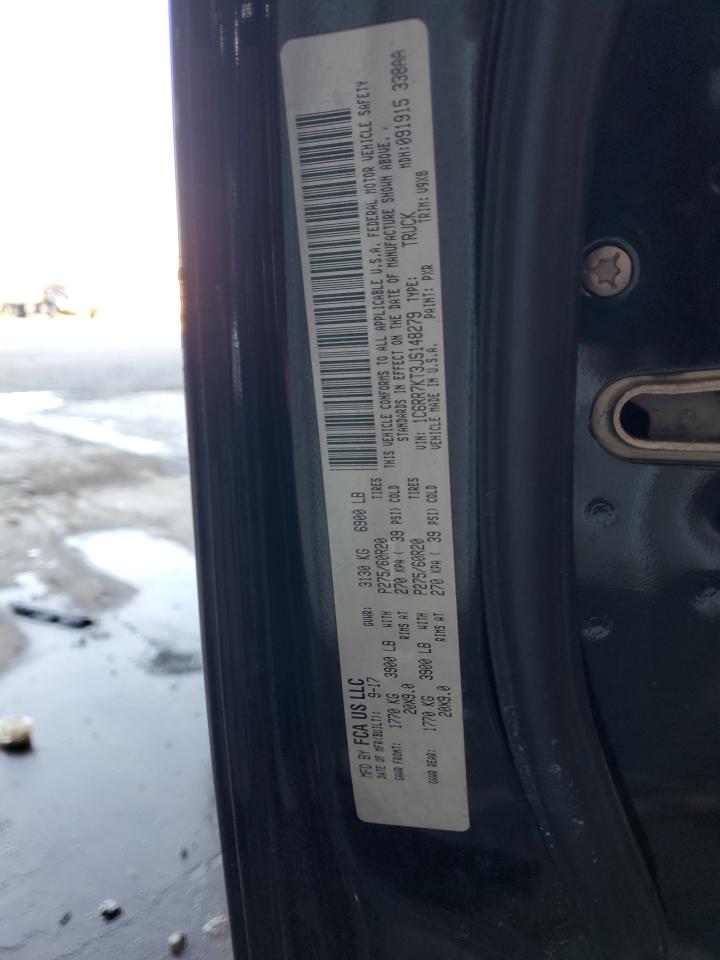 MFD BY FCA US LLC
DATE OF MFR(BUILT): 9-17 GVWR: 3130 KG 6900 LB
GAWR FRONT: 1770 KG 3900 LB WITH P275/60R20 TIRES
20X9.0 RIMS AT 270 KPA ( 39 PSI) COLD
GAWR REAR: 1770 KG 3900 LB WITH P275/60R20 TIRES
20X9.0 RIMS AT 270 KPA ( 39 PSI) COLD
THIS VEHICLE CONFORMS TO ALL APPLICABLE U.S.A. FEDERAL MOTOR VEHICLE SAFETY
STANDARDS IN EFFECT ON THE DATE OF MANUFACTURE SHOWN ABOVE.
MDH:091915 338AA
VIN: 1C6RR7KT3JS148279 TYPE: TRUCK
VEHICLE MADE IN U.S.A. PAINT: PXR TRIM: V9X8